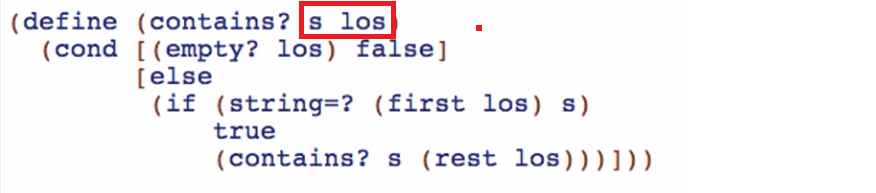 (define (contains? s los)
(cond [(empty? los) false]
[else
(if (string=? (first los) s)
true
(contains? s (rest los)))]))